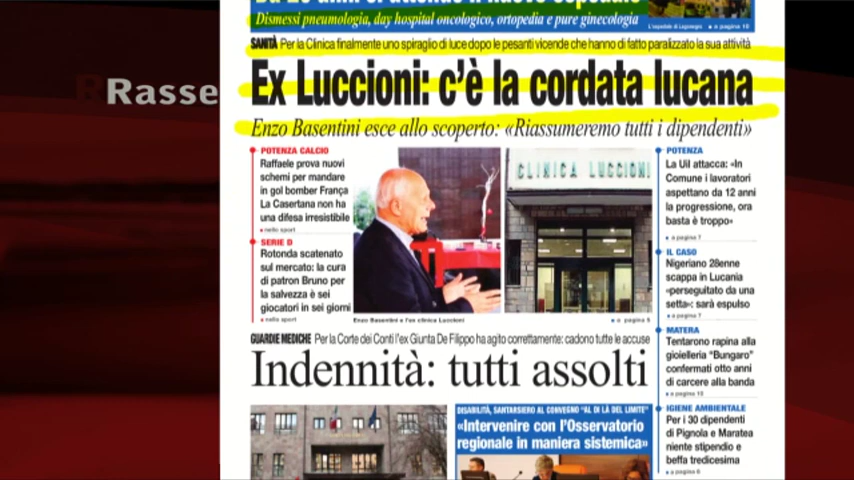 Dismessi pneumologia, day hospital oncologico, ortopedia e pure ginecologia
L'ospedale di Lagonegro
a pagina 15
SANITÀ Per la Clinica finalmente uno spiraglio di luce dopo le pesanti vicende che hanno di fatto paralizzato la sua attività
Ex Luccioni: c'è la cordata lucana
Enzo Basentini esce allo scoperto: «Riassumeremo tutti i dipendenti»
Rasse
POTENZA CALCIO
Raffaele prova nuovi
schemi per mandare
in gol bomber França
La Casertana non ha
una difesa irresistibile
nello sport
SERIE D
Rotonda scatenato
sul mercato: la cura
di patron Bruno per
la salvezza è sei
giocatori in sei giorni
nello sport
CLINICA LUCCIONI
Enzo Basentini e l'ex clinica Luccioni
a pagina 5
POTENZA
La Uil attacca: «In
Comune i lavoratori
aspettano da 12 anni
la progressione, ora
basta è troppo»
a pagina 7
IL CASO
Nigeriano 28enne
scappa in Lucania
«perseguitato da una
setta»: sarà espulso
a pagina 7
MATERA
Tentarono rapina alla
gioielleria "Bungaro"
confermati otto anni
di carcere alla banda
IGIENE AMBIENTALE
Per i 30 dipendenti
di Pignola e Maratea
niente stipendio e
beffa tredicesima
GUARDIE MEDICHE Per la Corte dei Conti l'ex Giunta De Filippo ha agito correttamente: cadono tutte le accuse
Indennità: tutti assolti
DISABILITÀ, SANTARSIERO AL CONVEGNO "AL DI LÀ DEL LIMITE"
«Intervenire con l'Osservatorio
regionale in maniera sistemica»